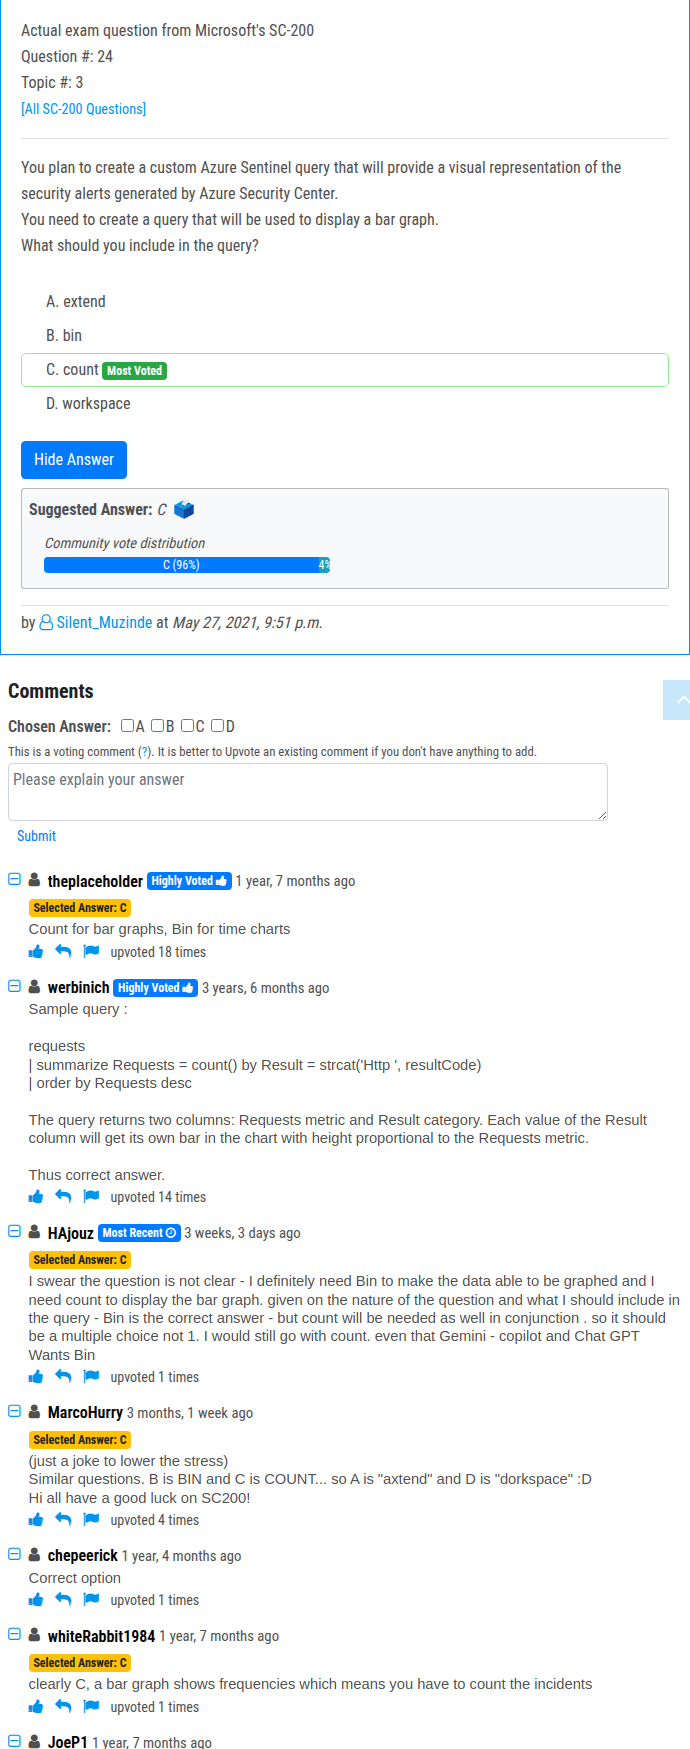 Actual exam question from Microsoft's SC-200
Question #: 24
Topic #: 3
[All SC-200 Questions]
You plan to create a custom Azure Sentinel query that will provide a visual representation of the
security alerts generated by Azure Security Center.
You need to create a query that will be used to display a bar graph.
What should you include in the query?
A. extend
B. bin
C. count Most Voted
D. workspace
Hide Answer
Suggested Answer: C
Community vote distribution
C (96%) 4%
by Silent_Muzinde at May 27, 2021, 9:51 p.m.
Comments
Chosen Answer: A B C D
This is a voting comment (?). It is better to Upvote an existing comment if you don't have anything to add.
Please explain your answer
Submit
theplaceholder Highly Voted 1 year, 7 months ago
Selected Answer: C
Count for bar graphs, Bin for time charts
upvoted 18 times
werbinich Highly Voted 3 years, 6 months ago
Sample query :
requests
| summarize Requests = count() by Result = strcat('Http ', resultCode)
| order by Requests desc
The query returns two columns: Requests metric and Result category. Each value of the Result
column will get its own bar in the chart with height proportional to the Requests metric.
Thus correct answer.
upvoted 14 times
HAjouz Most Recent 3 weeks, 3 days ago
Selected Answer: C
I swear the question is not clear - I definitely need Bin to make the data able to be graphed and I
need count to display the bar graph. given on the nature of the question and what I should include in
the query - Bin is the correct answer - but count will be needed as well in conjunction . so it should
be a multiple choice not 1. I would still go with count. even that Gemini - copilot and Chat GPT
Wants Bin
upvoted 1 times
MarcoHurry 3 months, 1 week ago
Selected Answer: C
(just a joke to lower the stress)
Similar questions. B is BIN and C is COUNT... so A is "axtend" and D is "dorkspace" :D
Hi all have a good luck on SC200!
upvoted 4 times
chepeerick 1 year, 4 months ago
Correct option
upvoted 1 times
whiteRabbit1984 1 year, 7 months ago
Selected Answer: C
clearly C, a bar graph shows frequencies which means you have to count the incidents
upvoted 1 times
JoeP1 1 year, 7 months ago